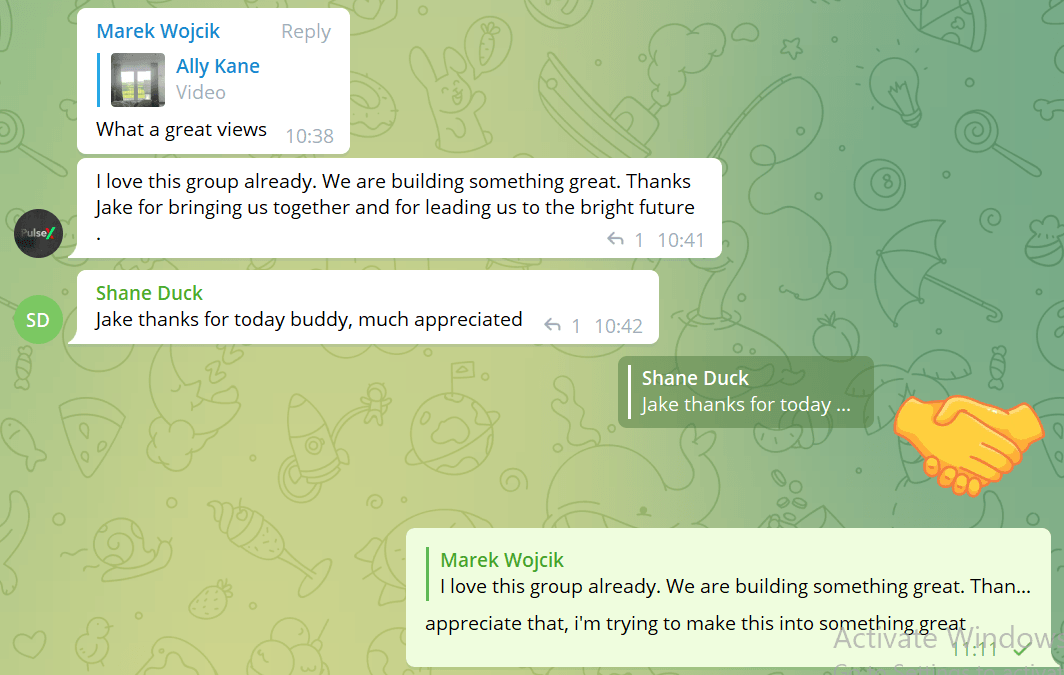 Marek Wojcik Reply
Ally Kane
Video
What a great views 10:38
I love this group already. We are building something great. Thanks
Jake for bringing us together and for leading us to the bright future
.
1 10:41
Pulse
Shane Duck
SD
Jake thanks for today buddy, much appreciated 1 10:42
Shane Duck
Jake thanks for today ...
Marek Wojcik
I love this group already. We are building something great. Than...
appreciate that, i'm trying to make this into something great
Activate Window
11:11